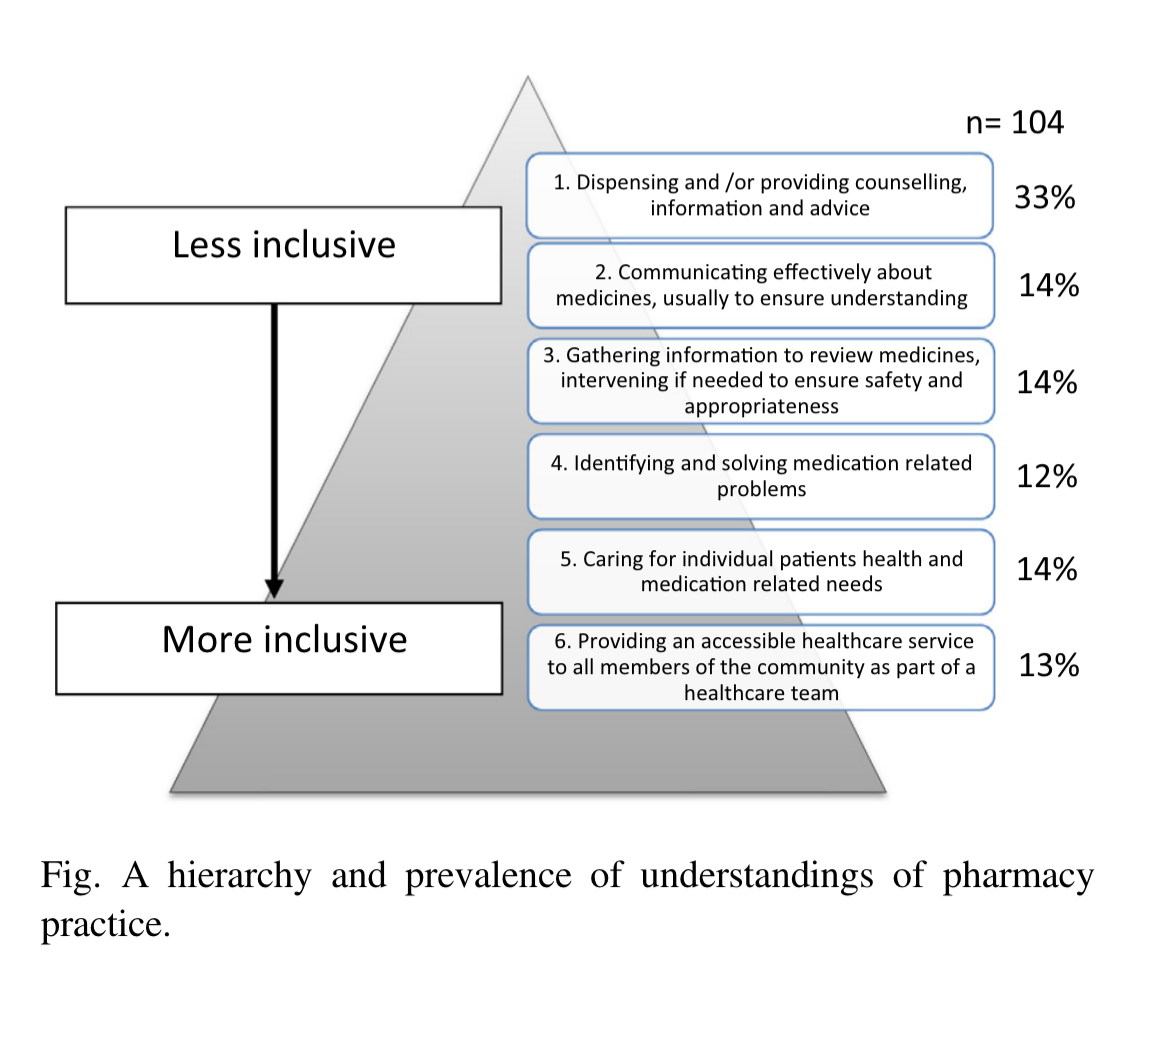 n= 104
1. Dispensing and /or providing counselling,
information and advice
33%
Less inclusive
2. Communicating effectively about
medicines, usually to ensure understanding
14%
3. Gathering information to review medicines,
intervening if needed to ensure safety and
appropriateness
14%
4. Identifying and solving medication related
problems
12%
5. Caring for individual patients health and
medication related needs
14%
More inclusive
6. Providing an accessible healthcare service
to all members of the community as part of a
healthcare team
13%
Fig. A hierarchy and prevalence of understandings of pharmacy
practice.